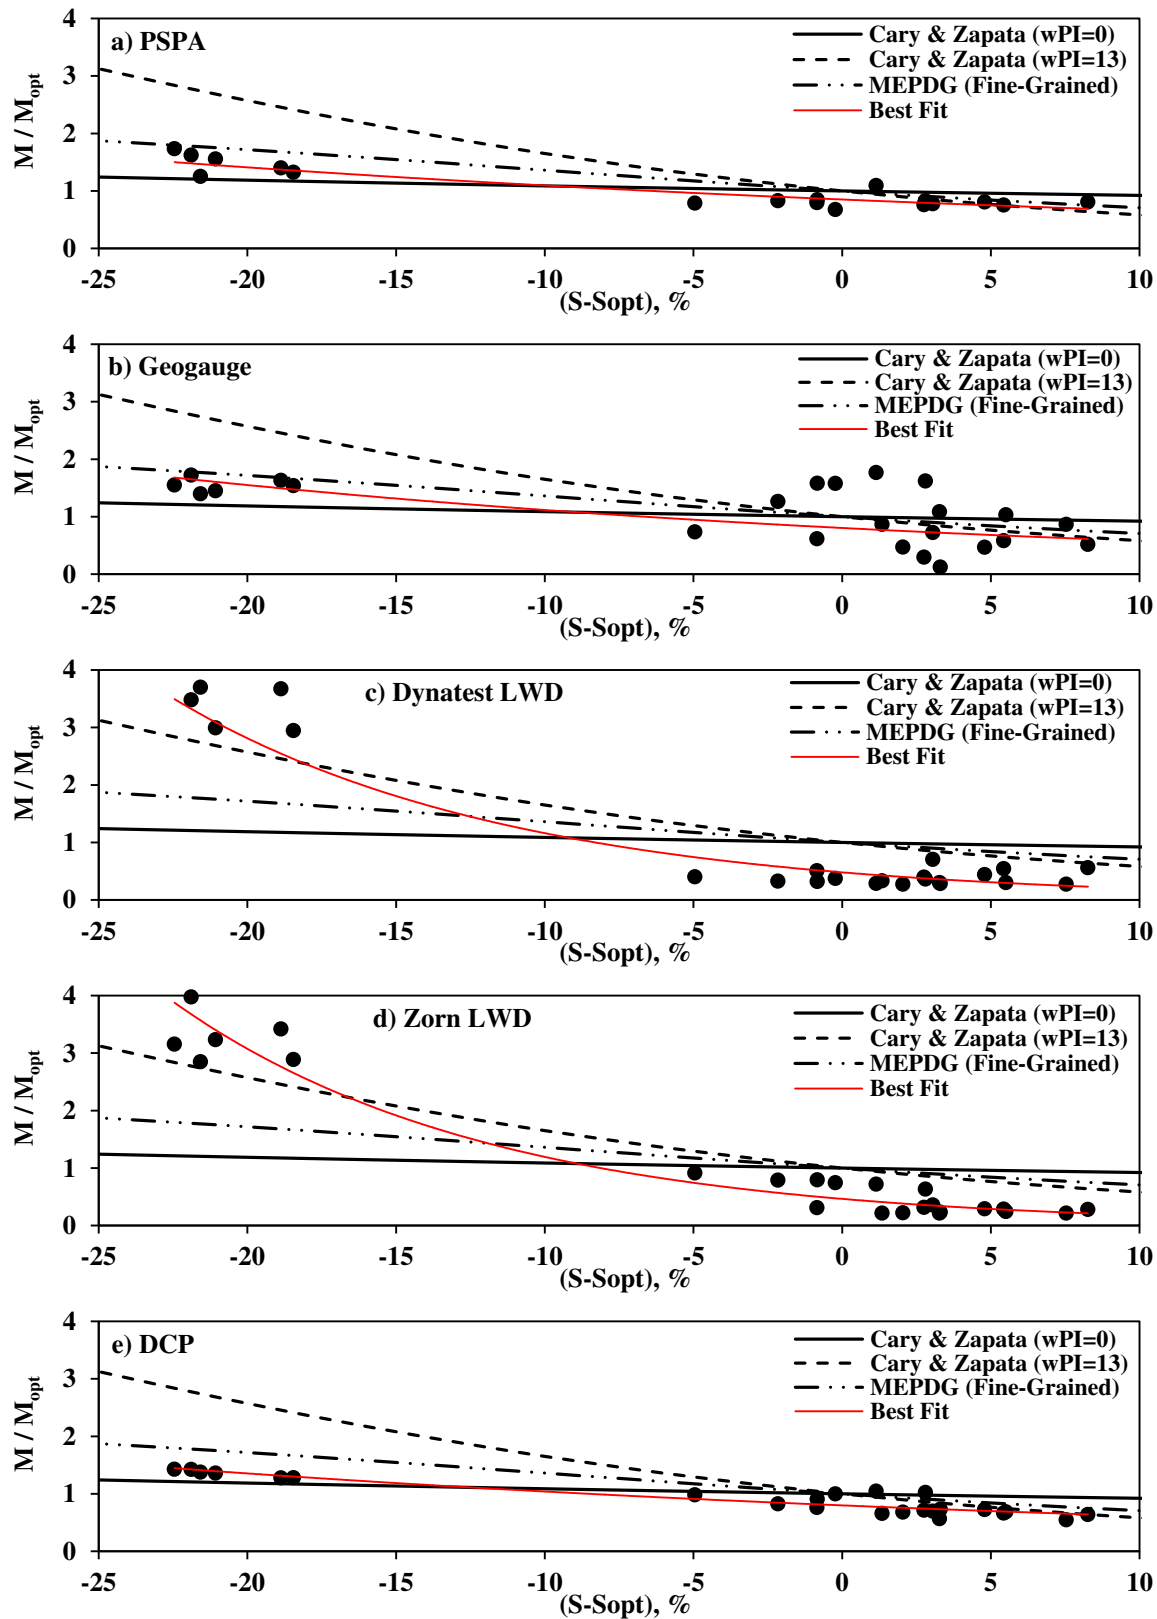 a) PSPA
Cary & Zapata (wPI=0)
Cary & Zapata (wPI=13)
MEPDG (Fine-Grained)
Best Fit
M / Mopt
4
3
2
1
0
-25 -20 -15 -10 -5 0 5 10
(S-Sopt), %
b) Geogauge
Cary & Zapata (wPI=0)
Cary & Zapata (wPI=13)
MEPDG (Fine-Grained)
Best Fit
M / Mopt
4
3
2
1
0
-25 -20 -15 -10 -5 0 5 10
(S-Sopt), %
c) Dynatest LWD
Cary & Zapata (wPI=0)
Cary & Zapata (wPI=13)
MEPDG (Fine-Grained)
Best Fit
M / Mopt
4
3
2
1
0
-25 -20 -15 -10 -5 0 5 10
(S-Sopt), %
d) Zorn LWD
Cary & Zapata (wPI=0)
Cary & Zapata (wPI=13)
MEPDG (Fine-Grained)
Best Fit
M / Mopt
4
3
2
1
0
-25 -20 -15 -10 -5 0 5 10
(S-Sopt), %
e) DCP
Cary & Zapata (wPI=0)
Cary & Zapata (wPI=13)
MEPDG (Fine-Grained)
Best Fit
M / Mopt
4
3
2
1
0
-25 -20 -15 -10 -5 0 5 10
(S-Sopt), %